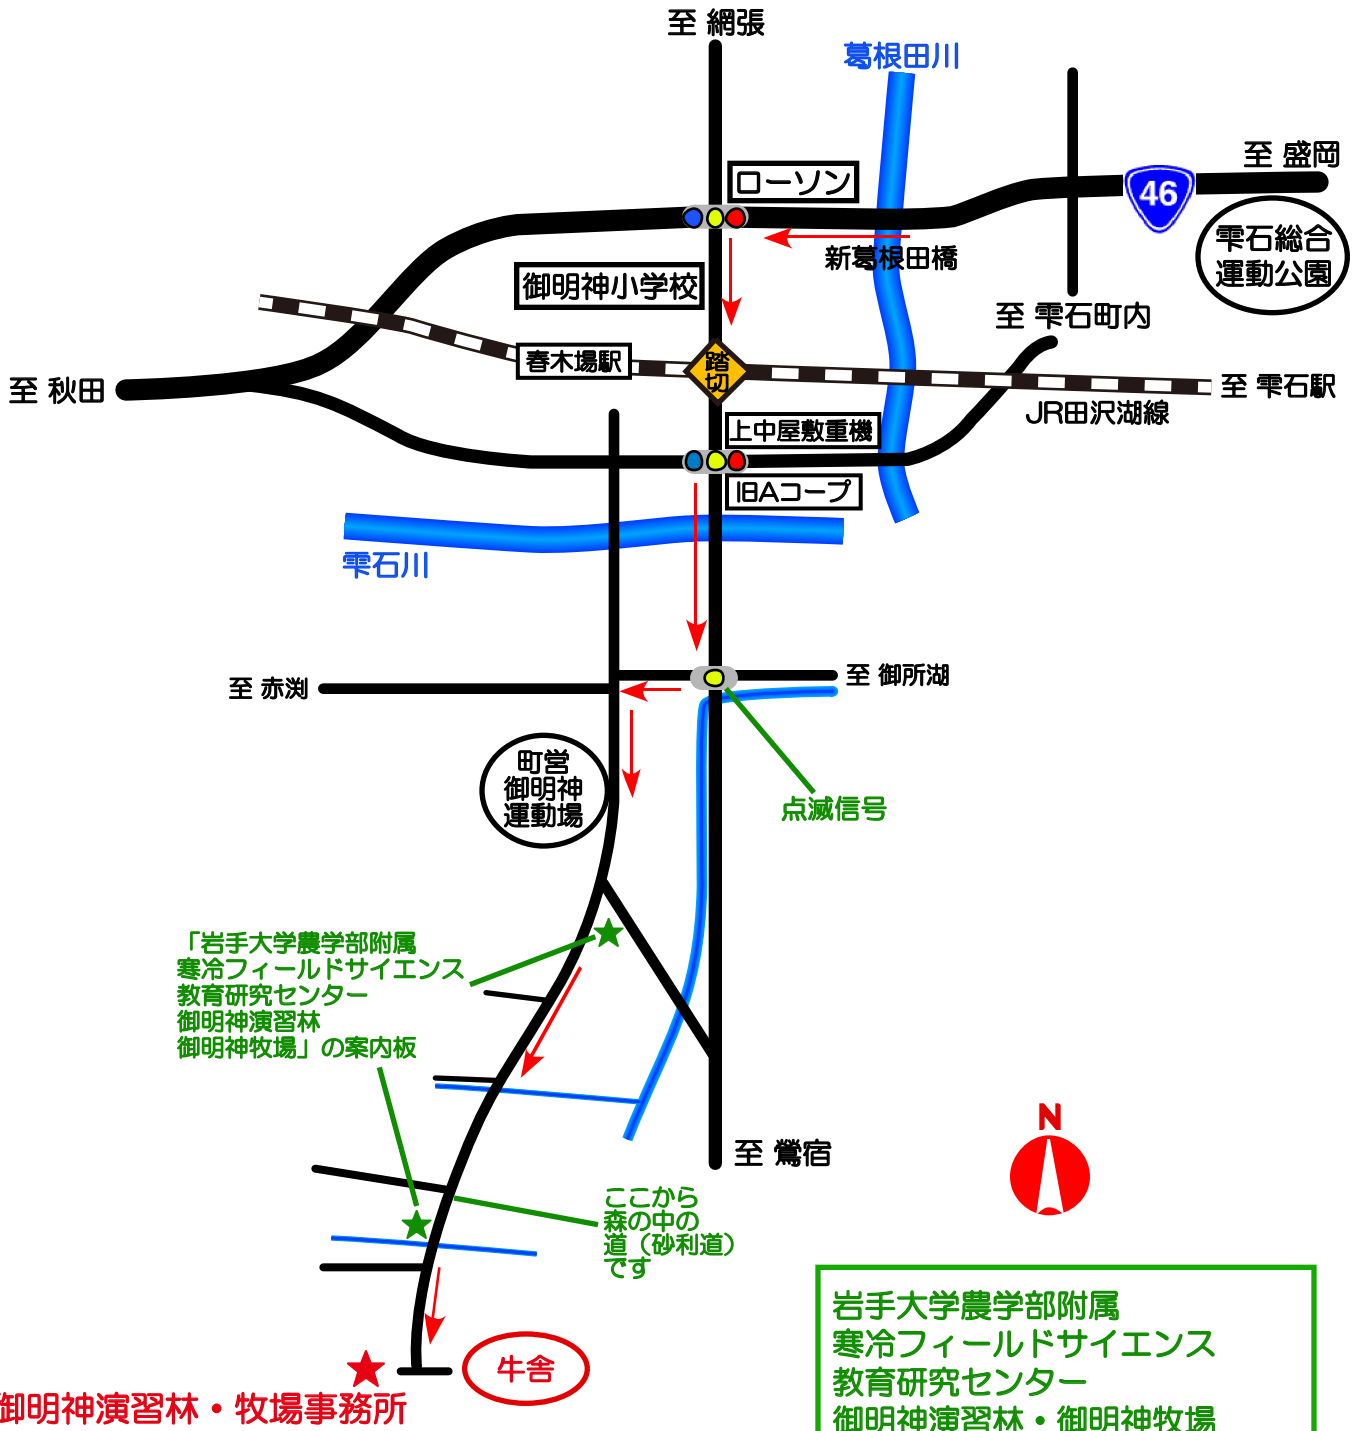 至 網張
葛根田川
至 盛岡
46
ローソン
雫石総合
運動公園
新葛根田橋
御明神小学校
至 雫石町内
春木場駅
踏切
至 秋田
至 雫石駅
JR田沢湖線
上中屋敷重機
旧Aコープ
雫石川
至 赤渕
至 御所湖
町営
御明神
運動場
点滅信号
「岩手大学農学部附属
寒冷フィールドサイエンス
教育研究センター
御明神演習林
御明神牧場」の案内板
N
至 鶯宿
ここから
森の中の
道（砂利道）
です
牛舎
御明神演習林・牧場事務所
岩手大学農学部附属
寒冷フィールドサイエンス
教育研究センター
御明神演習林・御明神牧場